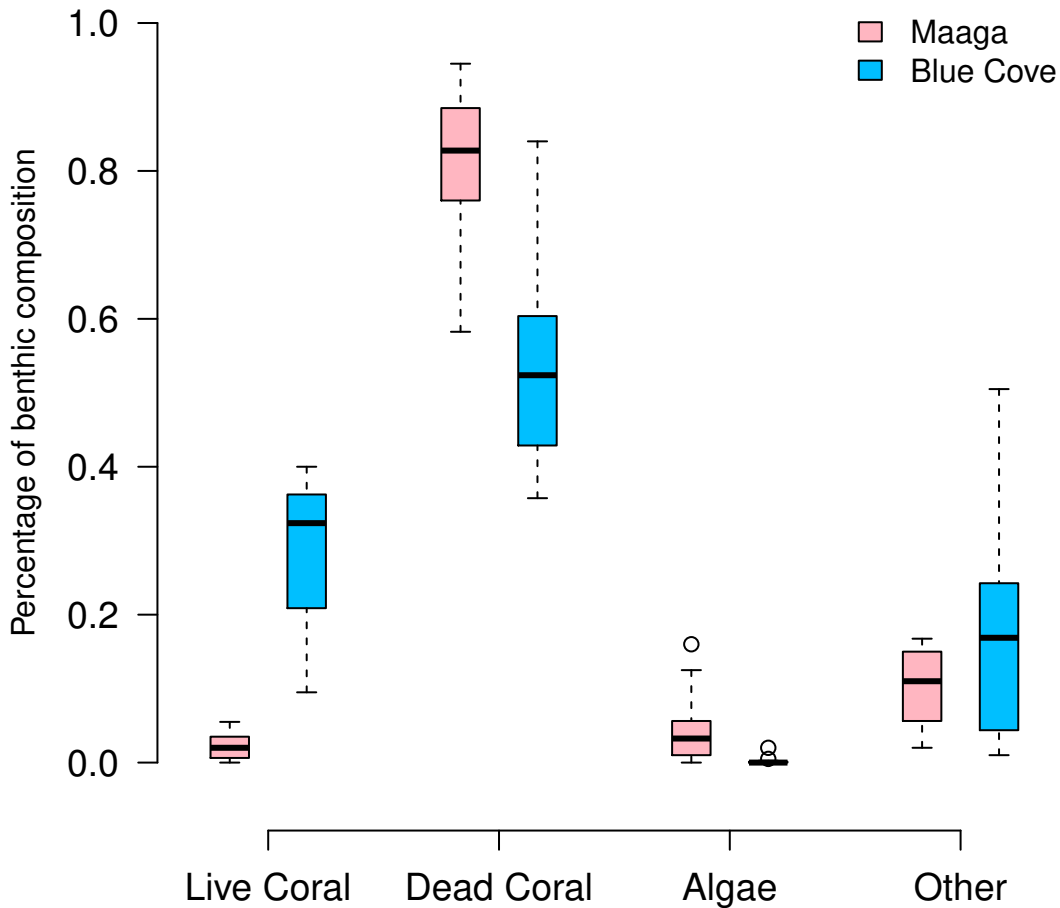 Maaga
Blue Cove
Percentage of benthic composition
1.0
0.8
0.6
0.4
0.2
0.0
Live Coral
Dead Coral
Algae
Other